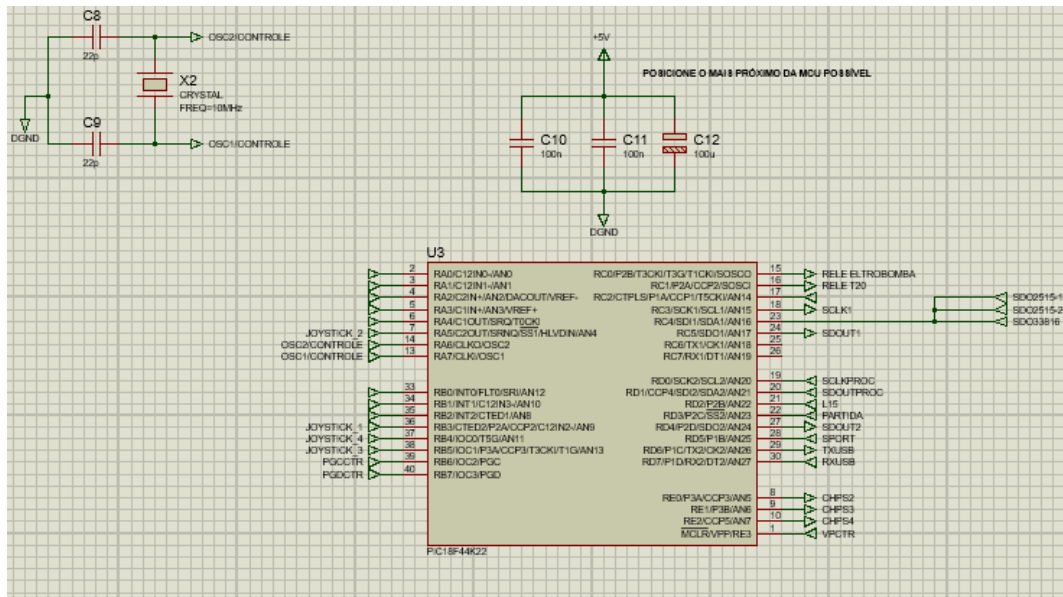 C8
22p
OSC2/CONTROLE
X2
CRYSTAL
FREQ=10MHz
DGND
C9
22p
OSC1/CONTROLE
+5V
POSICIONE O MAIS PRÓXIMO DA MCU POSSÍVEL
C10
100n
C11
100n
C12
100u
DGND
U3
2 RA0/C12IN0-/AN0
3 RA1/C12IN1-/AN1
4 RA2/C2IN+/AN2/DACOUT/VREF-
5 RA3/C1IN+/AN3/VREF+
6 RA4/C1OUT/SRQ/T0CKI
JOYSTICK_2 7 RA5/C2OUT/SRNQ/SS1/HLVDIN/AN4
OSC2/CONTROLE 14 RA6/CLKO/OSC2
OSC1/CONTROLE 13 RA7/CLKI/OSC1
33 RB0/INT0/FLT0/SRI/AN12
34 RB1/INT1/C12IN3-/AN10
35 RB2/INT2/CTED1/AN8
JOYSTICK_1 36 RB3/CTED2/P2A/CCP2/C12IN2-/AN9
JOYSTICK_4 37 RB4/IOC0/T5G/AN11
JOYSTICK_3 38 RB5/IOC1/P3A/CCP3/T3CKI/T1G/AN13
PGCCTR 39 RB6/IOC2/PGC
PGDCTR 40 RB7/IOC3/PGD
RC0/P2B/T3CKI/T3G/T1CKI/SOSCO 15 RELE ELTROBOMBA
RC1/P2A/CCP2/SOSCI 16 RELE T20
RC2/CTPLS/P1A/CCP1/T5CKI/AN14 17
RC3/SCK1/SCL1/AN15 18 SCLK1
RC4/SDI1/SDA1/AN16 23
RC5/SDO1/AN17 24 SDOUT1
RC6/TX1/CK1/AN18 25
RC7/RX1/DT1/AN19 26
SDO2515-1
SDO2515-2
SDO33816
RD0/SCK2/SCL2/AN20 19 SCLKPROC
RD1/CCP4/SDI2/SDA2/AN21 20 SDOUTPROC
RD2/P2B/AN22 21 L15
RD3/P2C/SS2/AN23 22 PARTIDA
RD4/P2D/SDO2/AN24 27 SDOUT2
RD5/P1B/AN25 28 SPORT
RD6/P1C/TX2/CK2/AN26 29 TXUSB
RD7/P1D/RX2/DT2/AN27 30 RXUSB
RE0/P3A/CCP3/AN5 8 CHPS2
RE1/P3B/AN6 9 CHPS3
RE2/CCP5/AN7 10 CHPS4
MCLR/VPP/RE3 1 VPCTR
PIC18F44K22